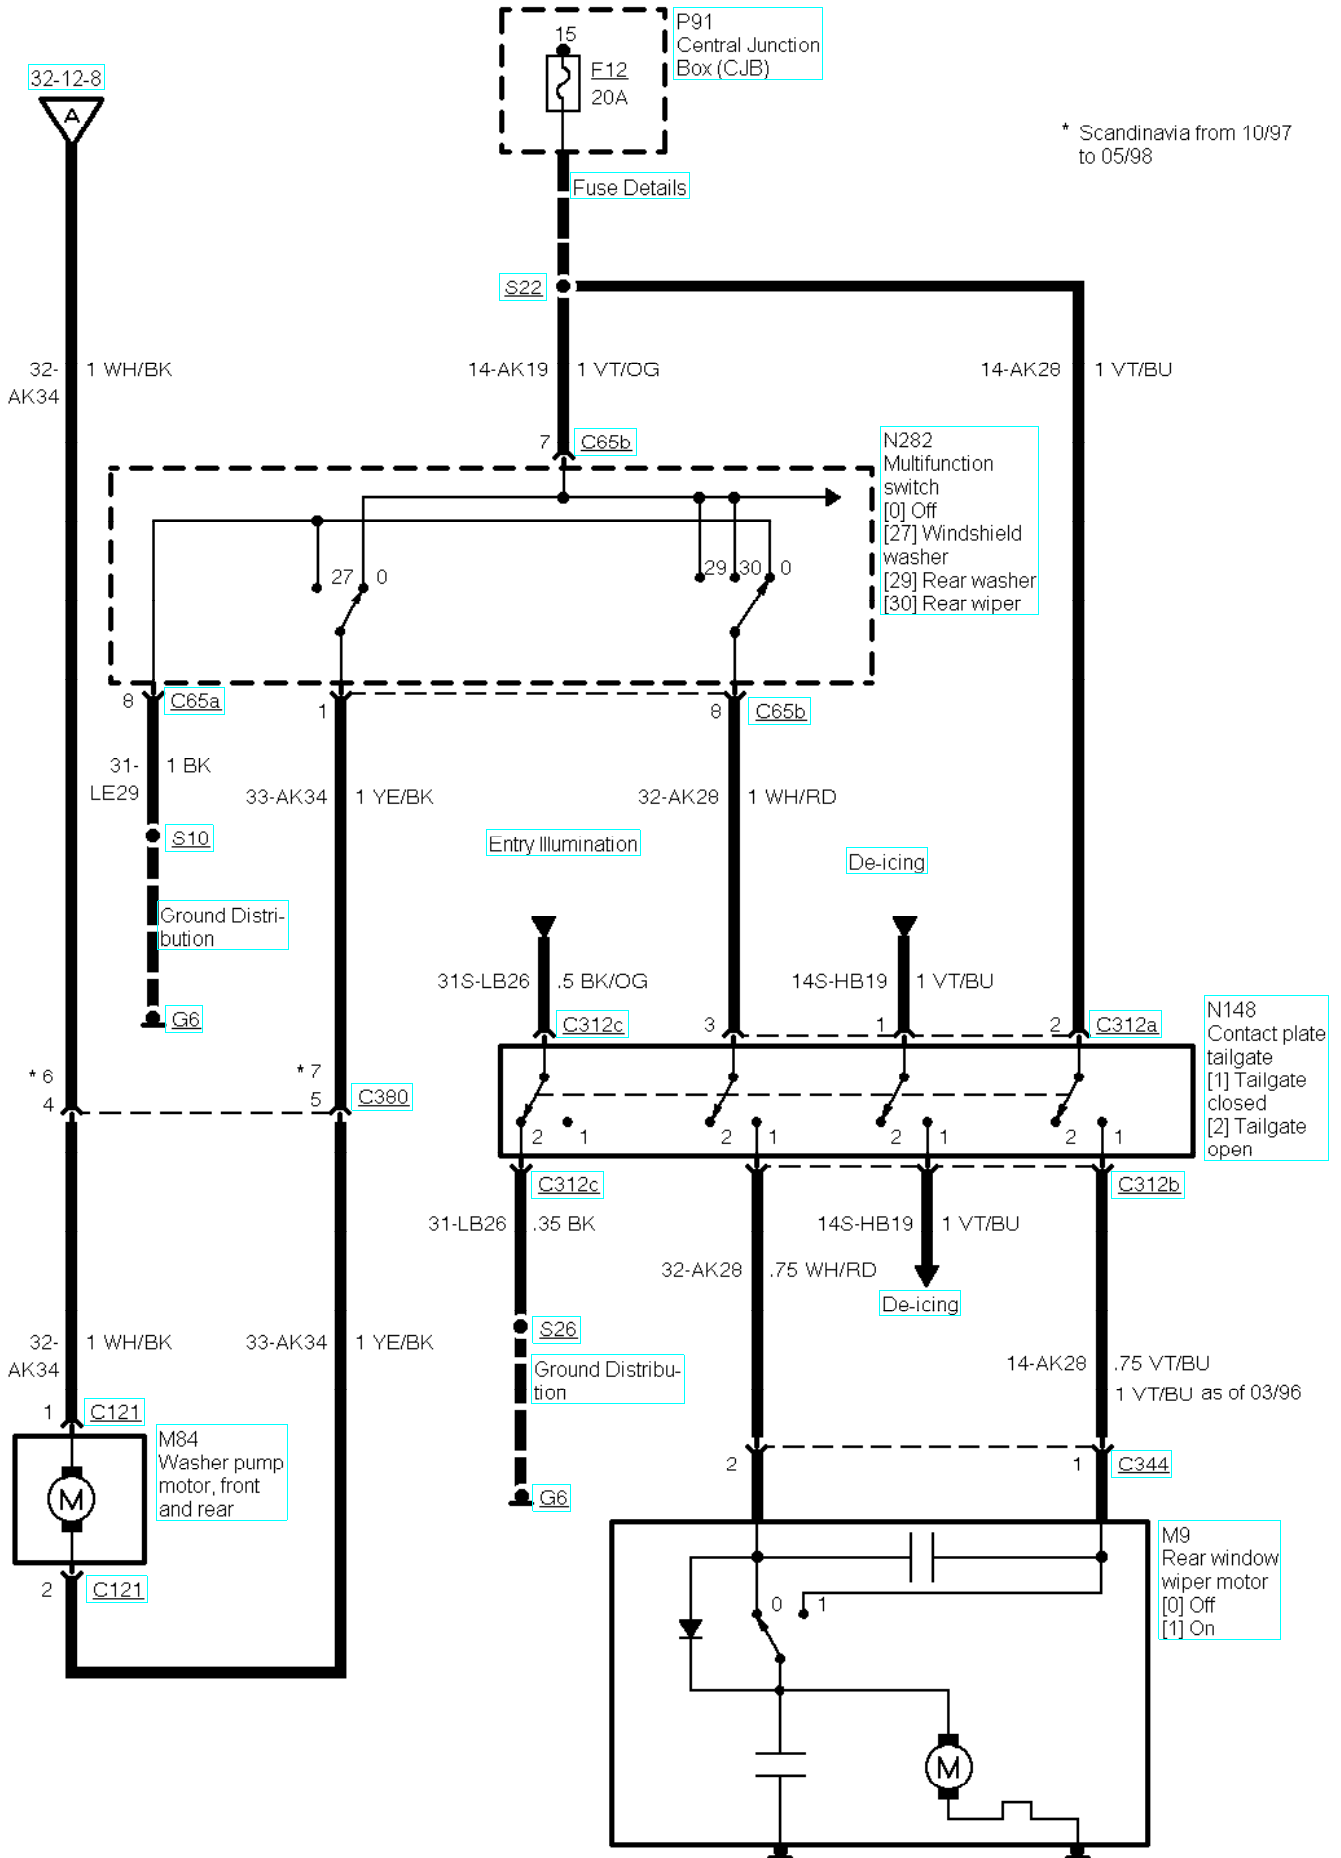 15
F12
20A
P91
Central Junction
Box (CJB)
32-12-8
A
* Scandinavia from 10/97
to 05/98
Fuse Details
S22
32-
AK34
1 WH/BK
14-AK19
1 VT/OG
14-AK28
1 VT/BU
7
C65b
N282
Multifunction
switch
[0] Off
[27] Windshield
washer
[29] Rear washer
[30] Rear wiper
27
0
29
30
0
8
C65a
1
8
C65b
31-
LE29
1 BK
33-AK34
1 YE/BK
32-AK28
1 WH/RD
S10
Entry Illumination
De-icing
Ground Distri-
bution
31S-LB26
.5 BK/OG
14S-HB19
1 VT/BU
G6
C312c
3
1
2
C312a
N148
Contact plate
tailgate
[1] Tailgate
closed
[2] Tailgate
open
* 6
4
* 7
5
C380
2
1
2
1
2
1
2
1
C312c
C312b
31-LB26
.35 BK
14S-HB19
1 VT/BU
32-AK28
.75 WH/RD
De-icing
S26
32-
AK34
1 WH/BK
33-AK34
1 YE/BK
Ground Distribu-
tion
14-AK28
.75 VT/BU
1 VT/BU as of 03/96
1
C121
M84
Washer pump
motor, front
and rear
M
2
1
C344
G6
M9
Rear window
wiper motor
[0] Off
[1] On
2
C121
0
1
M